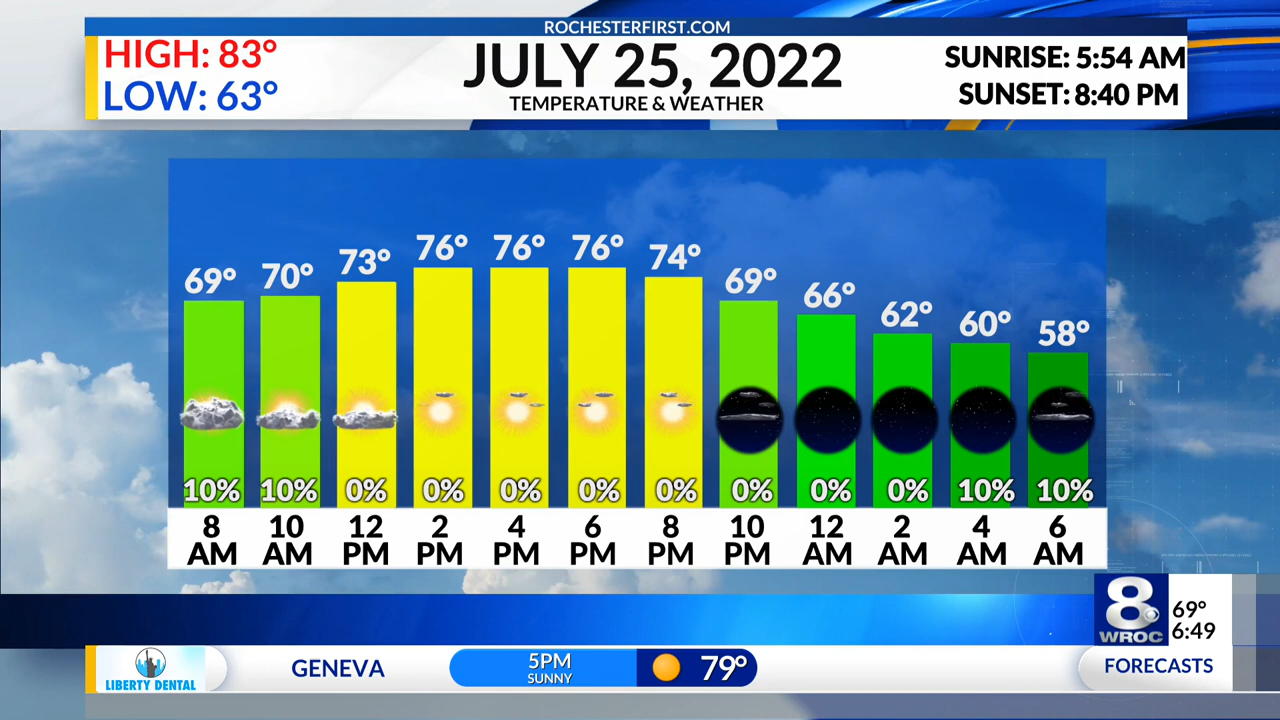 ROCHESTERFIRST.COM
HIGH: 83°
LOW: 63°
JULY 25, 2022
TEMPERATURE & WEATHER
SUNRISE: 5:54 AM
SUNSET: 8:40 PM
69° 70° 73° 76° 76° 76° 74° 69° 66° 62° 60° 58°
10% 10% 0% 0% 0% 0% 0% 0% 0% 0% 10% 10%
8 10 12 2 4 6 8 10 12 2 4 6
AM AM PM PM PM PM PM PM AM AM AM AM
8
WROC
69°
6:49
LIBERTY DENTAL
GENEVA
5PM
SUNNY
79°
FORECASTS